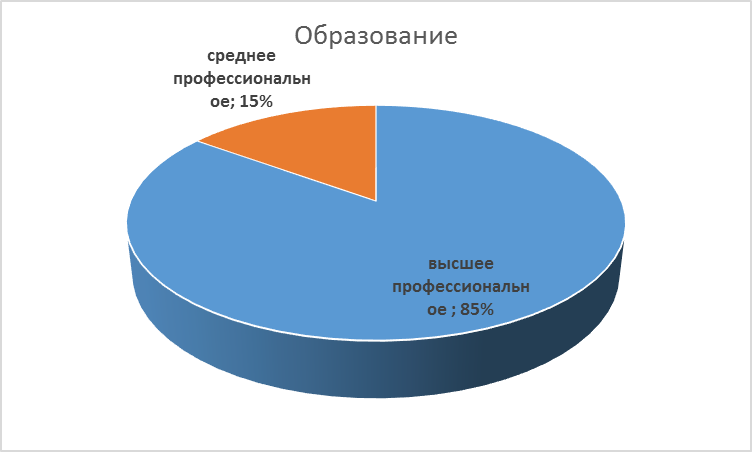 Образование
среднее
профессиональн
ое; 15%
высшее
профессиональн
ое ; 85%